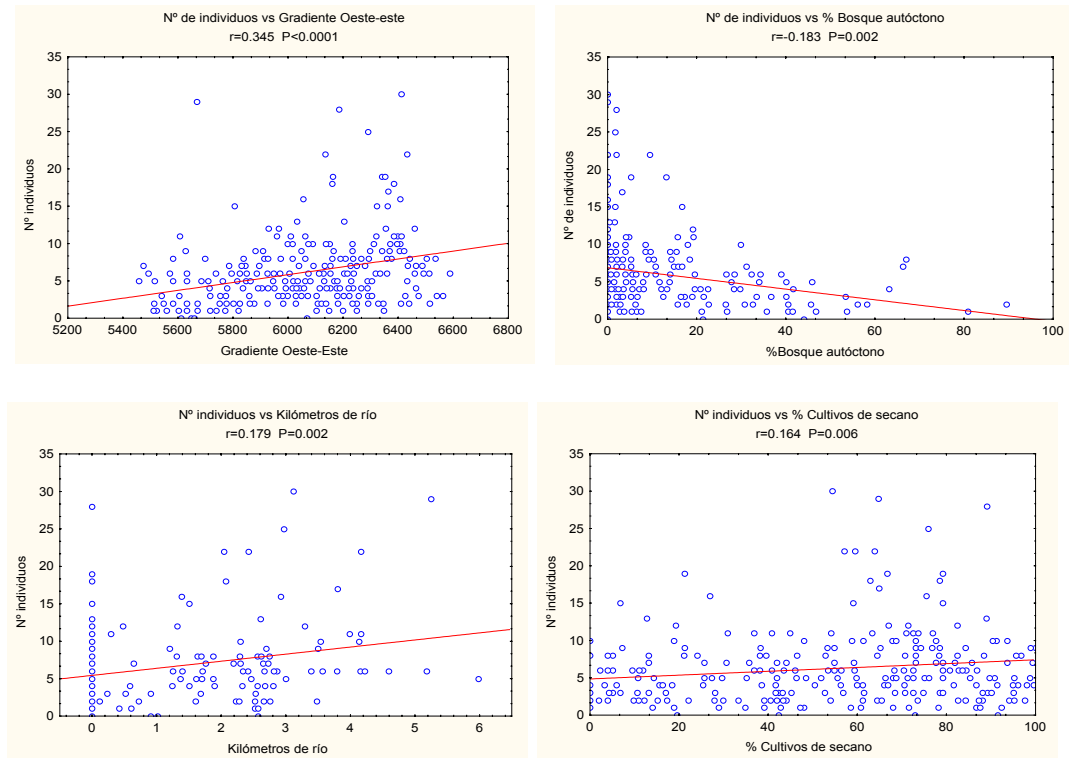 Nº de individuos vs Gradiente Oeste-este
r=0.345 P<0.0001
35
30
25
20
15
10
5
0
Nº individuos
5200 5400 5600 5800 6000 6200 6400 6600 6800
Gradiente Oeste-Este
Nº de individuos vs % Bosque autóctono
r=-0.183 P=0.002
35
30
25
20
15
10
5
0
Nº de individuos
0 20 40 60 80 100
%Bosque autóctono
Nº individuos vs Kilómetros de río
r=0.179 P=0.002
35
30
25
20
15
10
5
0
Nº individuos
0 1 2 3 4 5 6
Kilómetros de río
Nº individuos vs % Cultivos de secano
r=0.164 P=0.006
35
30
25
20
15
10
5
0
Nº individuos
0 20 40 60 80 100
% Cultivos de secano